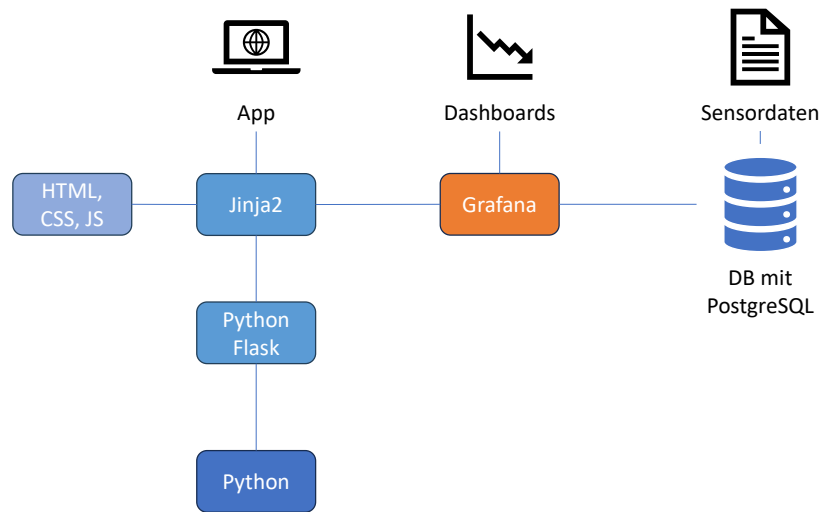 App
Dashboards
Sensordaten
HTML,
CSS, JS
Jinja2
Grafana
DB mit
PostgreSQL
Python
Flask
Python